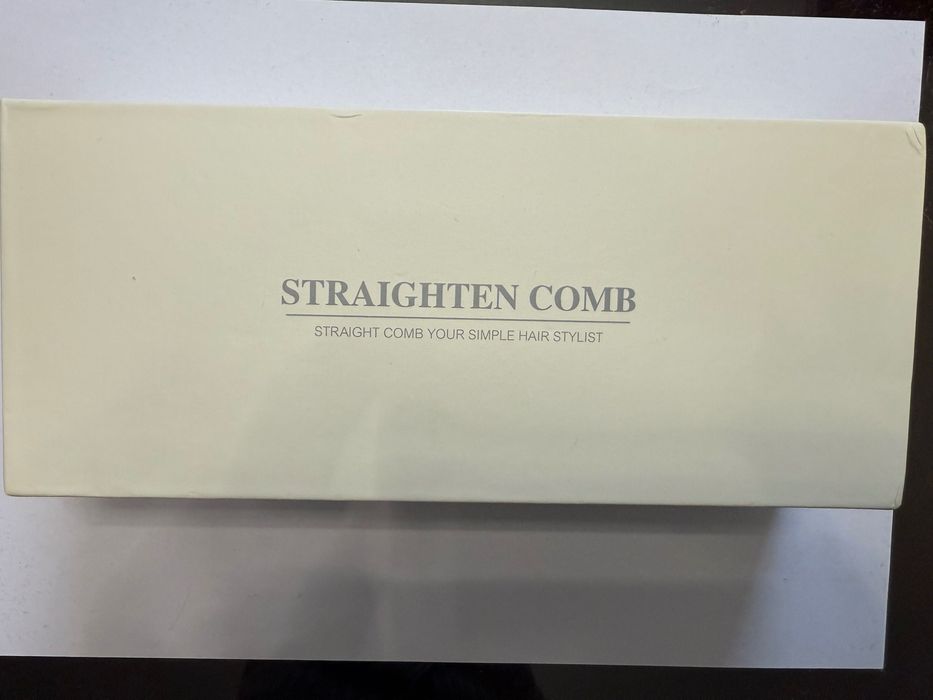 STRAIGHTEN COMB
STRAIGHT COMB YOUR SIMPLE HAIR STYLIST